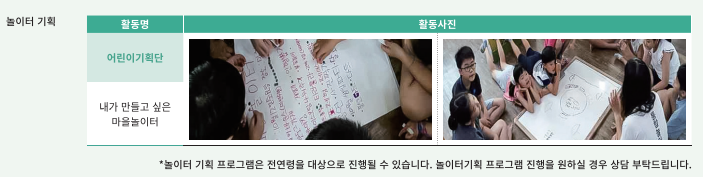 놀이터 기획
활동명
활동사진
어린이기획단
내가 만들고 싶은
마을놀이터
*놀이터 기획 프로그램은 전연령을 대상으로 진행될 수 있습니다. 놀이터기획 프로그램 진행을 원하실 경우 상담 부탁드립니다.